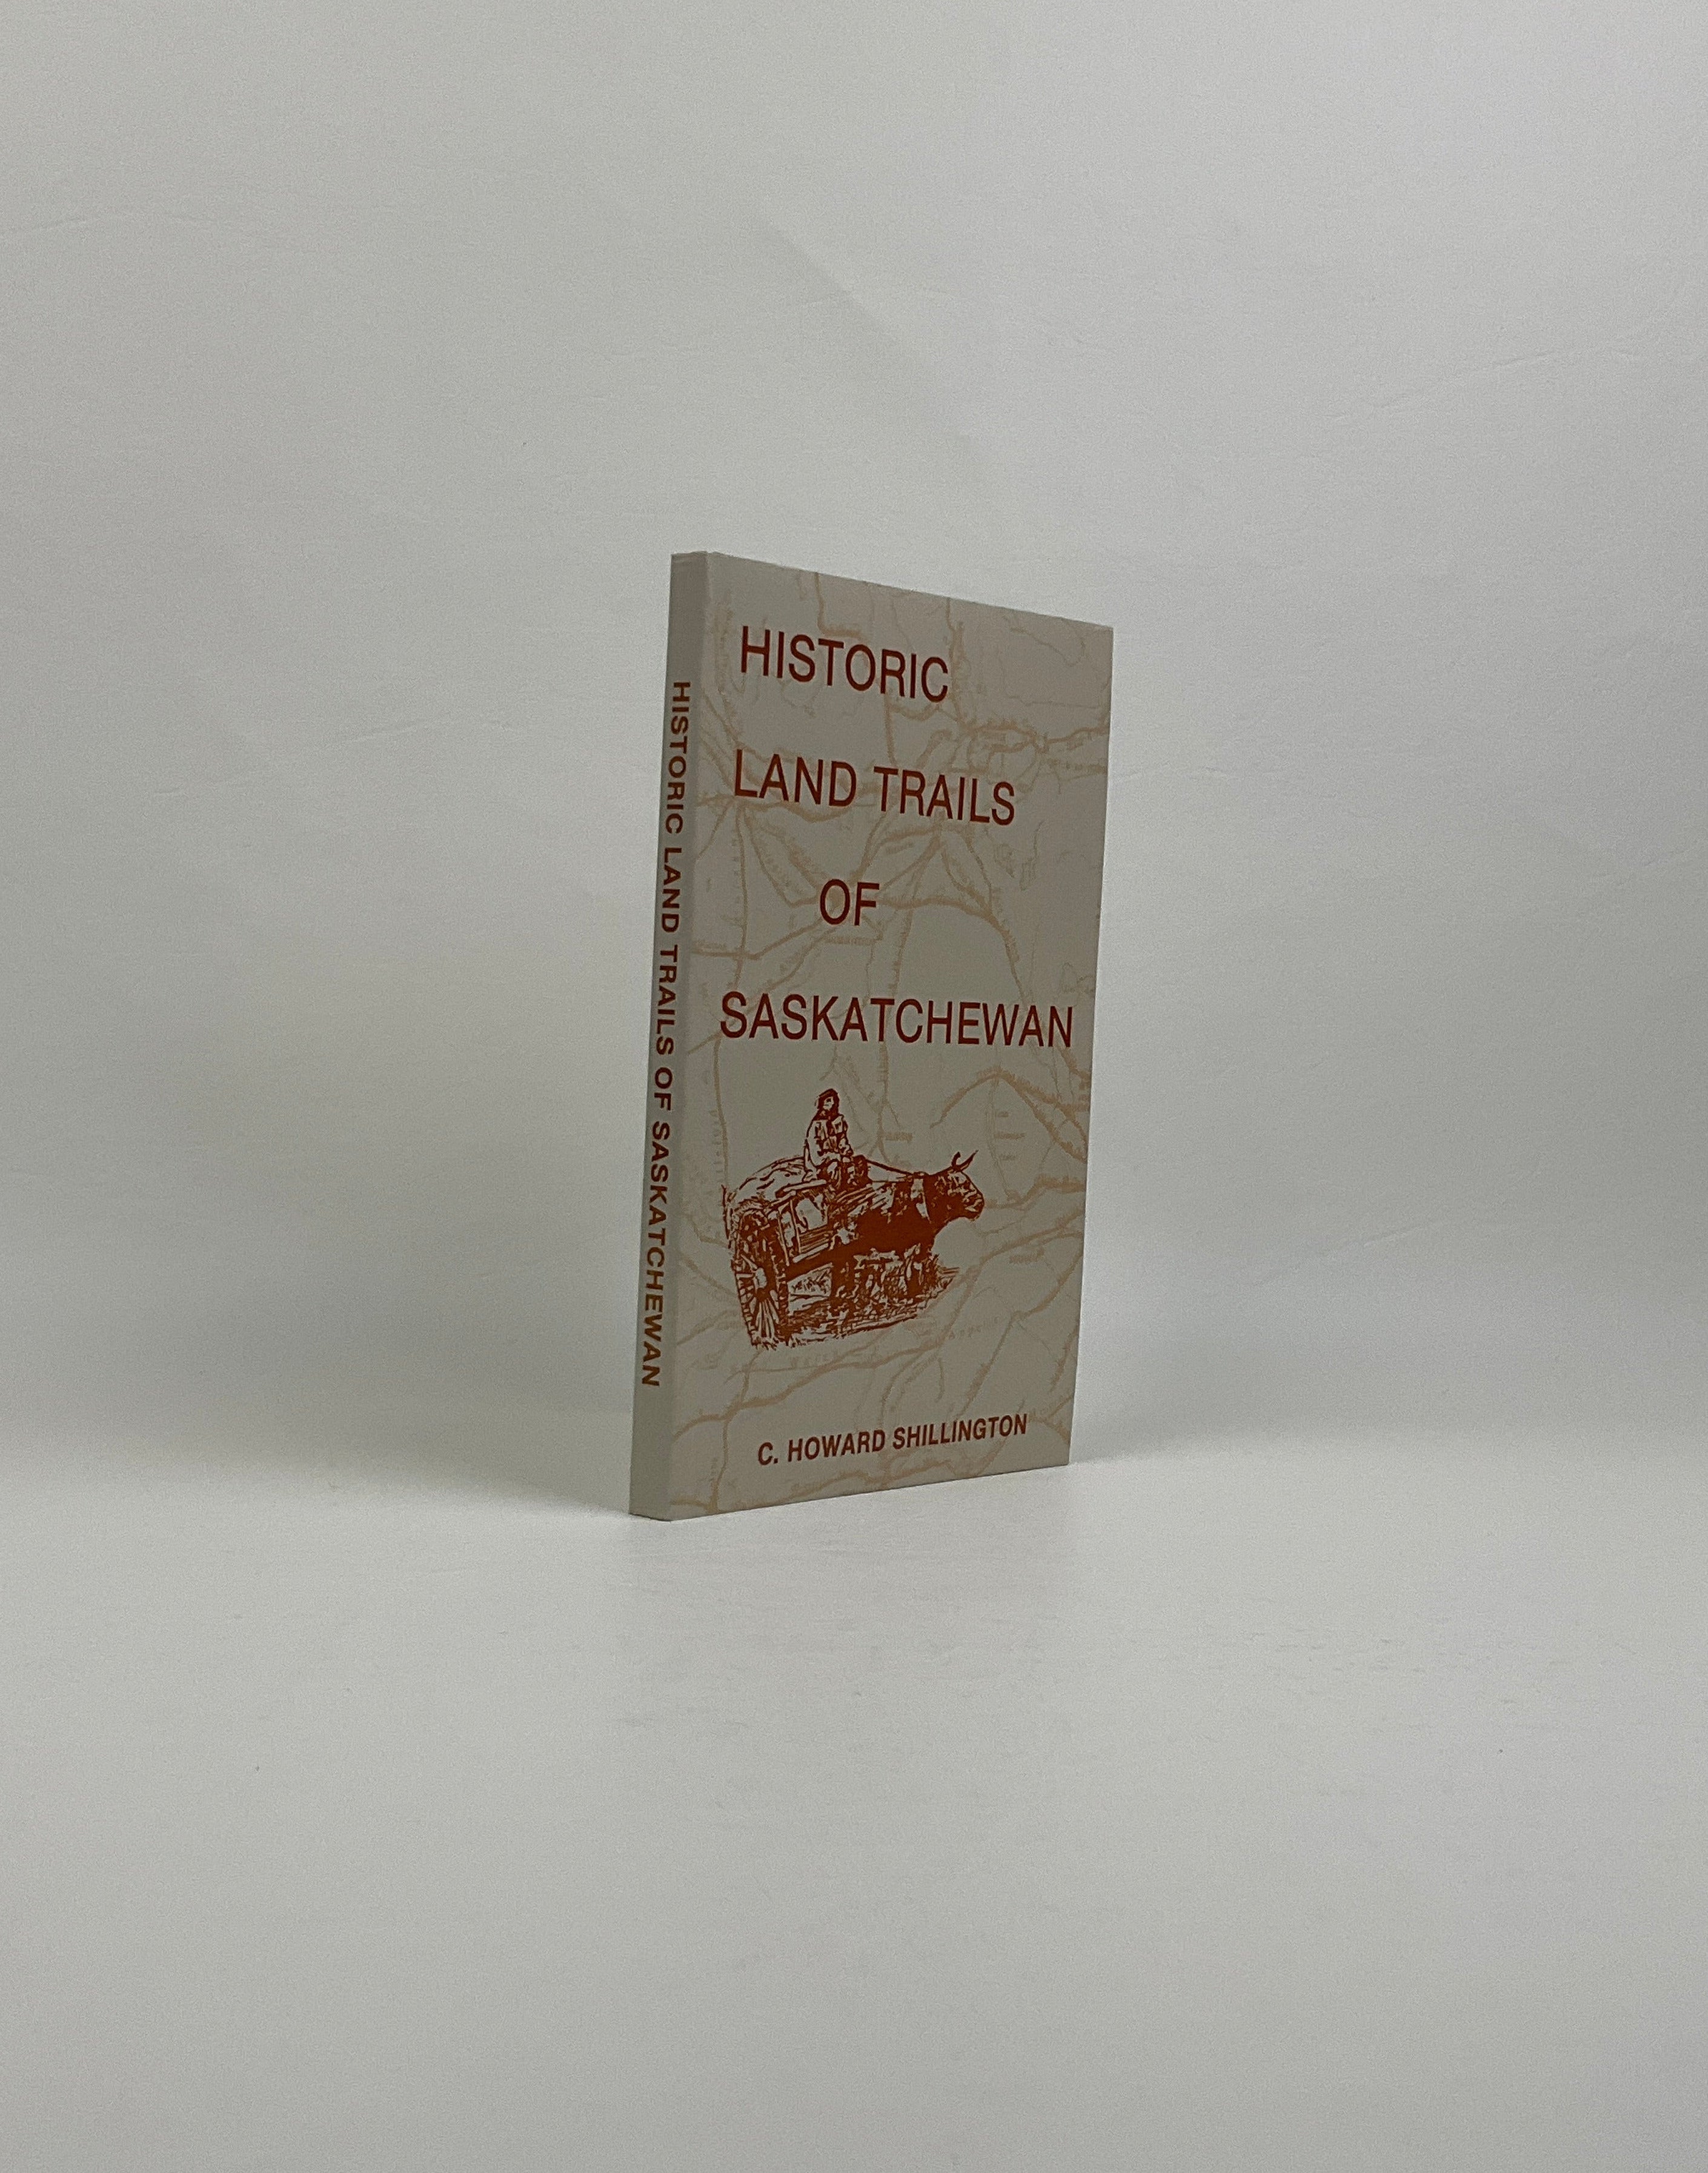 HISTORIC LAND TRAILS OF SASKATCHEWAN
HISTORIC
LAND TRAILS
OF
SASKATCHEWAN
C. HOWARD SHILLINGTON